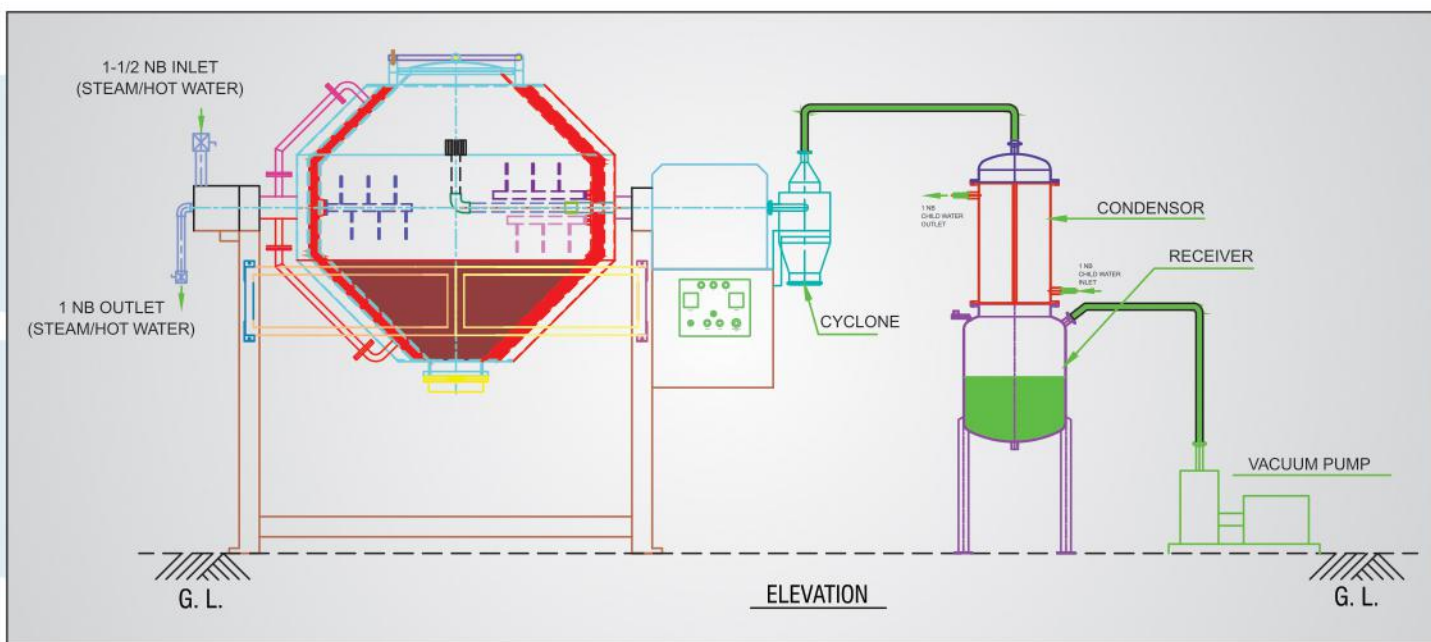 1-1/2 NB INLET
(STEAM/HOT WATER)
1 NB OUTLET
(STEAM/HOT WATER)
CYCLONE
1 NB
CHILD WATER
OUTLET
CONDENSOR
RECEIVER
1 NB
CHILD WATER
INLET
VACUUM PUMP
G. L.
ELEVATION
G. L.